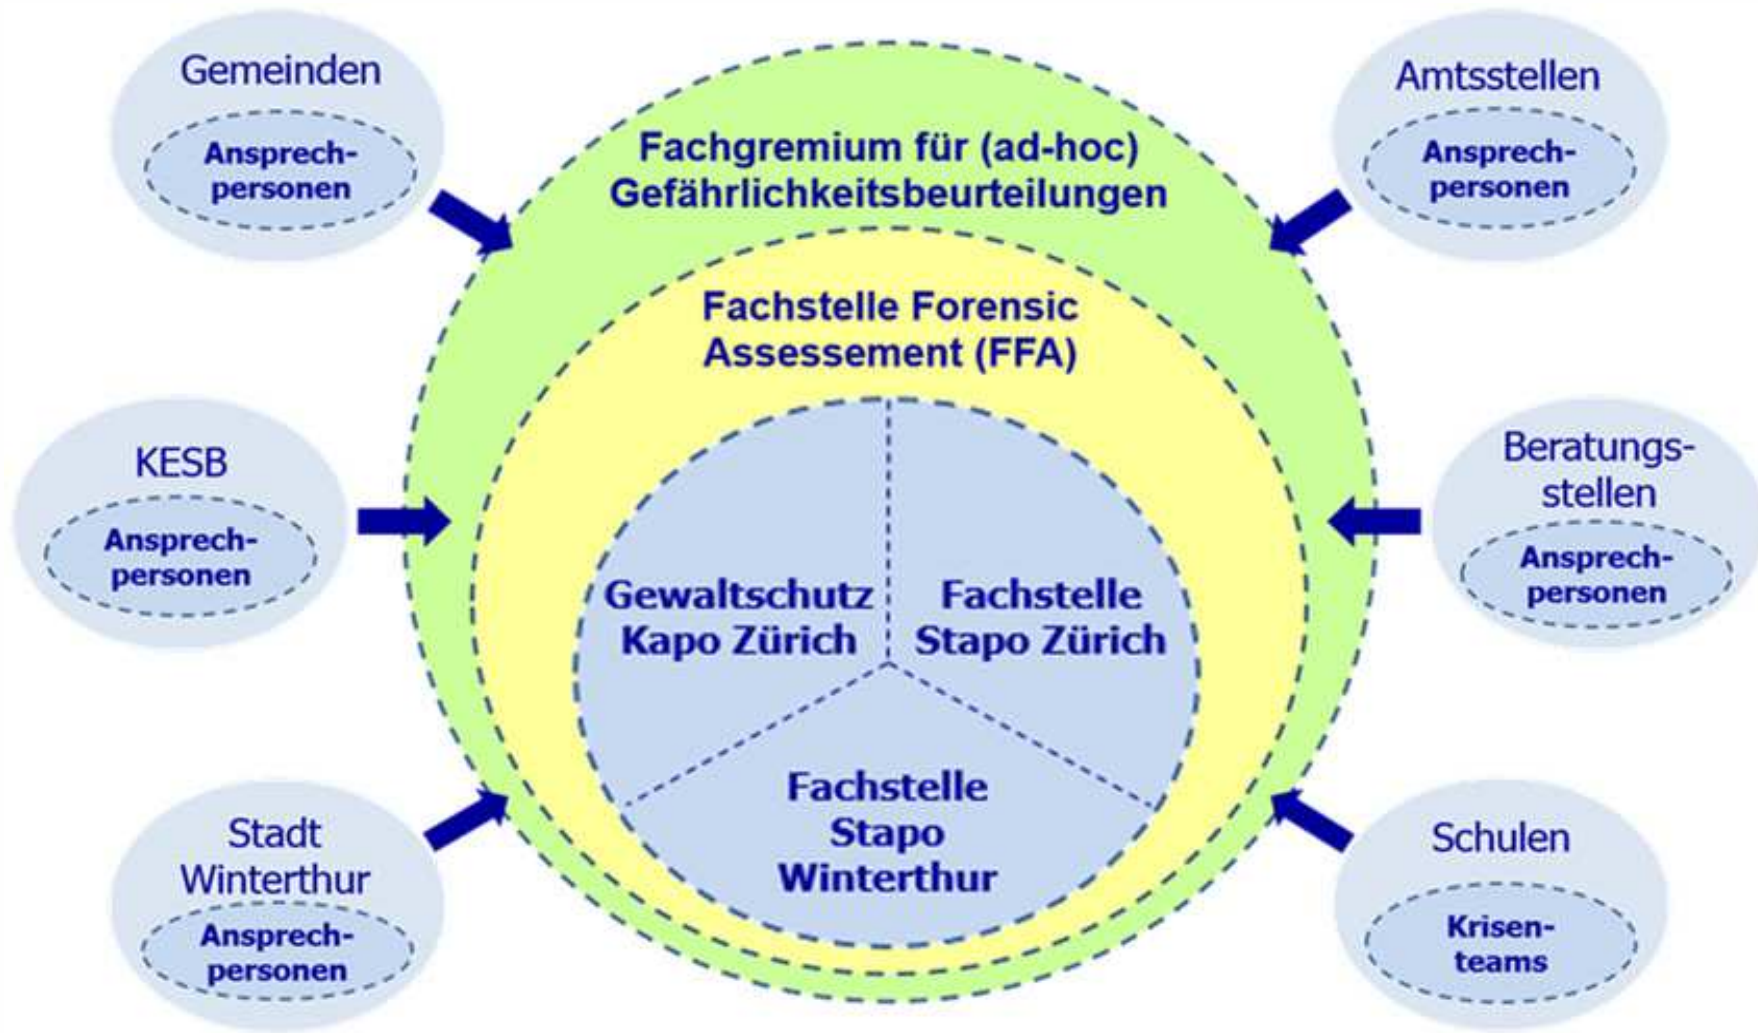 Gemeinden
Ansprech-
personen
Amtsstellen
Ansprech-
personen
Fachgremium für (ad-hoc)
Gefährlichkeitsbeurteilungen
Fachstelle Forensic
Assessement (FFA)
KESB
Ansprech-
personen
Beratungs-
stellen
Ansprech-
personen
Gewaltschutz
Kapo Zürich
Fachstelle
Stapo Zürich
Fachstelle
Stapo
Winterthur
Stadt
Winterthur
Ansprech-
personen
Schulen
Krisen-
teams